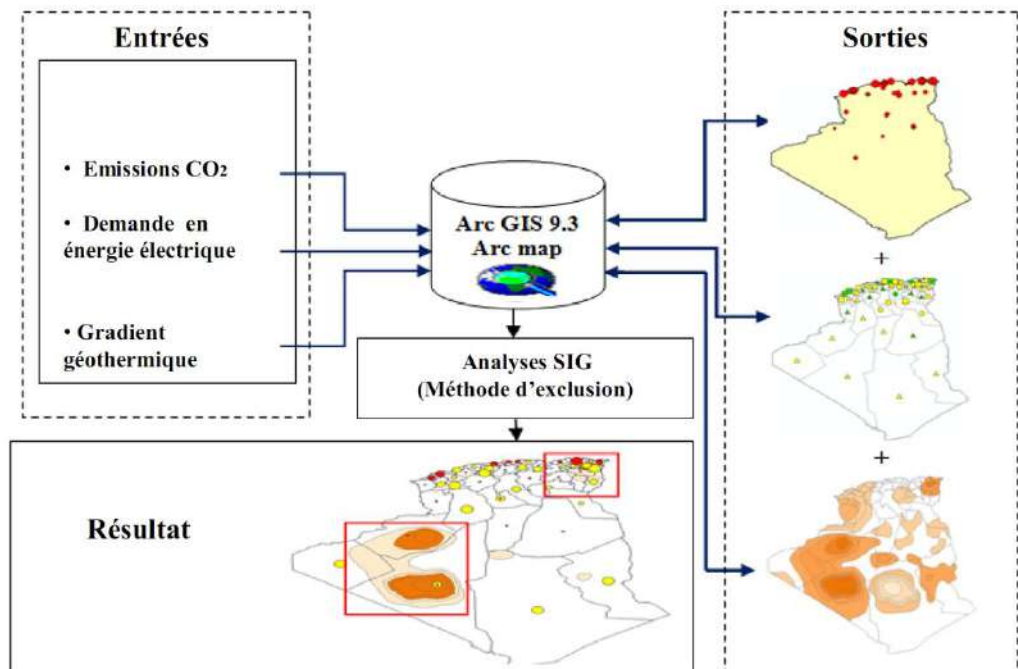 Entrées
• Emissions CO₂
• Demande en
énergie électrique
• Gradient
géothermique
Arc GIS 9.3
Arc map
Analyses SIG
(Méthode d'exclusion)
Résultat
Sorties
+
+